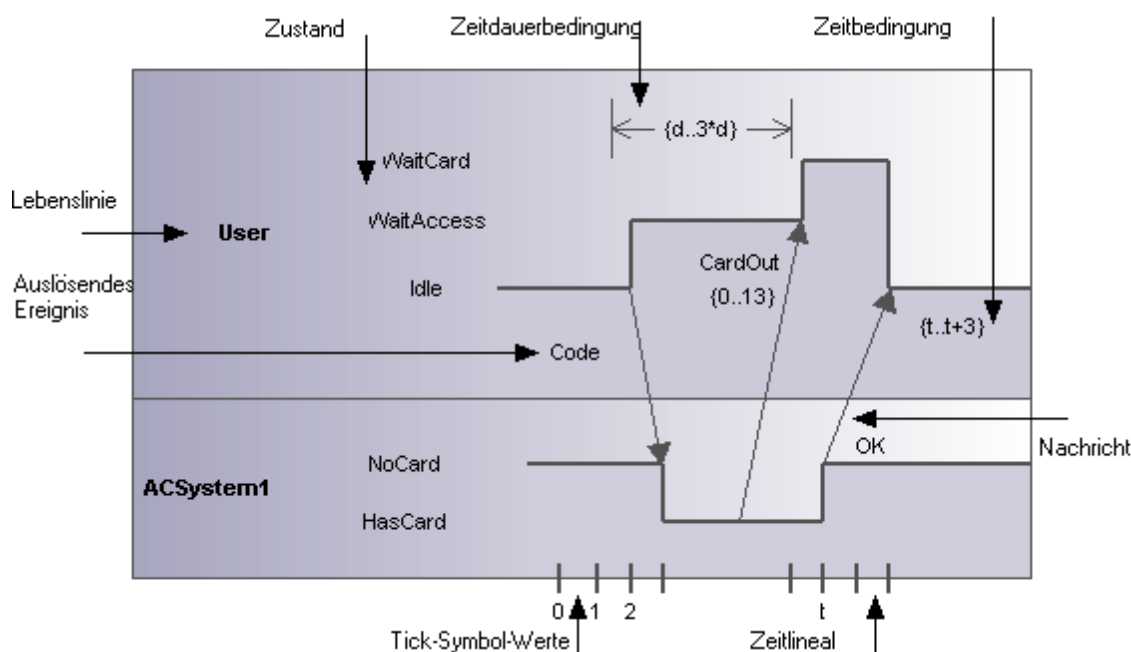 Zustand
Zeitdauerbedingung
Zeitbedingung
{d..3*d}
WaitCard
Lebenslinie
User
WaitAccess
CardOut
Auslösendes
Ereignis
Idle
{0..13}
{t..t+3}
Code
OK
Nachricht
NoCard
ACSystem1
HasCard
0 1 2 t
Tick-Symbol-Werte
Zeitlineal